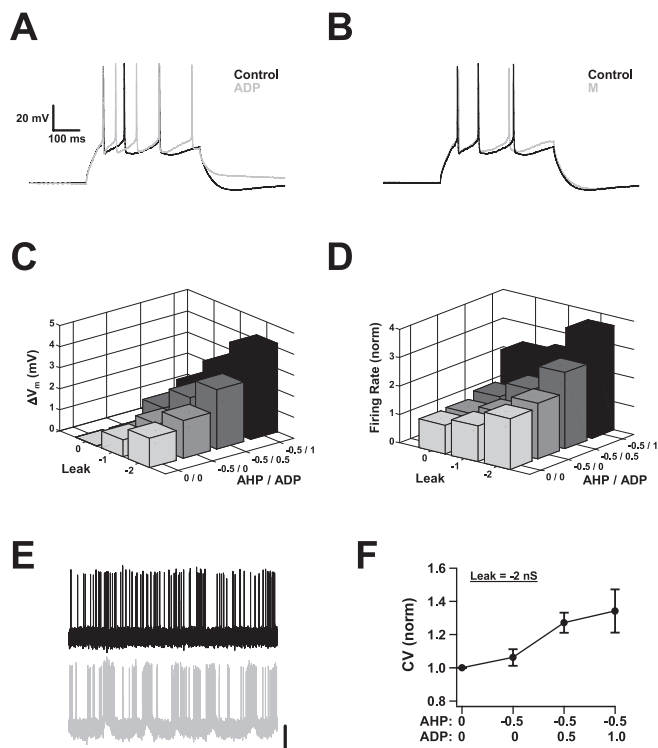 A
Control
ADP
20 mV
100 ms
B
Control
M
C
5
4
3
2
1
0
ΔVm (mV)
0
-1
-2
Leak
0 / 0
-0.5 / 0
-0.5 / 0.5
-0.5 / 1
AHP / ADP
D
4
3
2
1
0
Firing Rate (norm)
0
-1
-2
Leak
0 / 0
-0.5 / 0
-0.5 / 0.5
-0.5 / 1
AHP / ADP
E
F
Leak = -2 nS
1.6
1.4
1.2
1.0
0.8
CV (norm)
AHP: 0 -0.5 -0.5 -0.5
ADP: 0 0 0.5 1.0